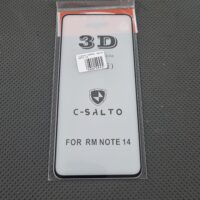 3D
C-SALTO
FOR RM NOTE 14